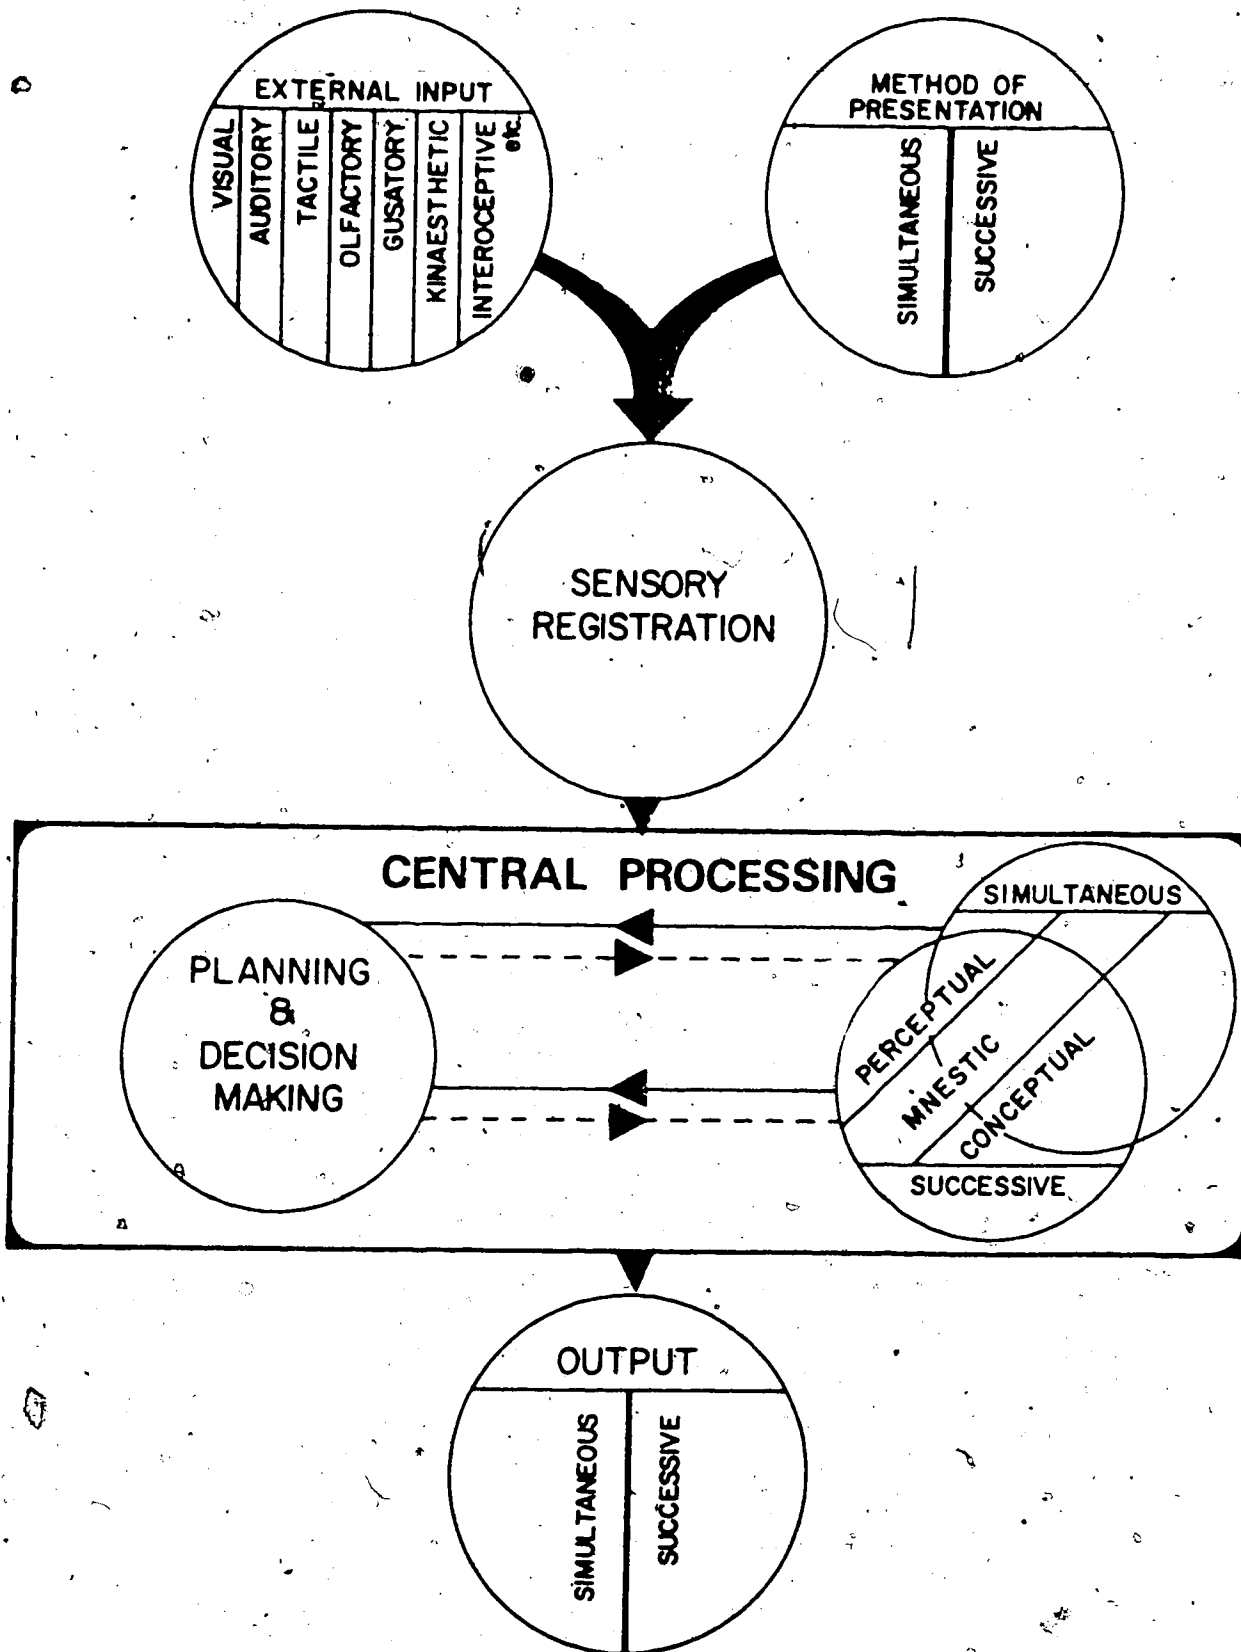 EXTERNAL INPUT
VISUAL
AUDITORY
TACTILE
OLFACTORY
GUSATORY
KINAESTHETIC
INTEROCEPTIVE
etc.
METHOD OF
PRESENTATION
SIMULTANEOUS
SUCCESSIVE
SENSORY
REGISTRATION
CENTRAL PROCESSING
PLANNING
&
DECISION
MAKING
SIMULTANEOUS
PERCEPTUAL
MNESTIC
CONCEPTUAL
SUCCESSIVE
OUTPUT
SIMULTANEOUS
SUCCESSIVE